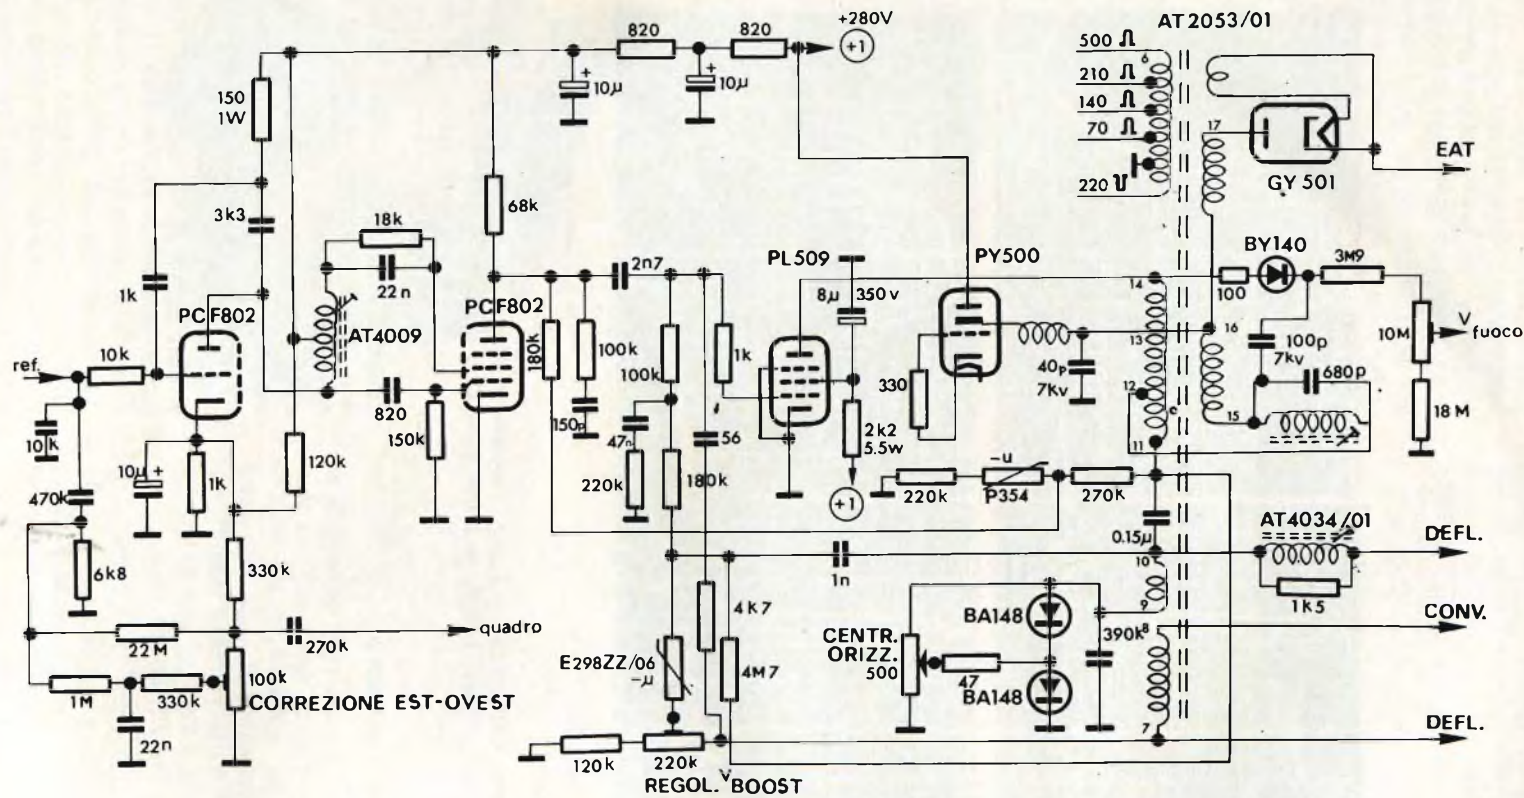 AT2053/01
+280V
+1
820
820
500
210
140
70
220
6
10µ
+
10µ
+
150
1W
17
GY 501
EAT
3k3
18k
68k
22n
2n7
PL509
PY500
BY140
3M9
8µ
350 v
14
100
1k
PCF802
AT4009
PCF802
16
V
fuoco
10M
ref.
10k
180k
100k
100k
1k
13
100p
7kv
40p
7Kv
330
680p
12
820
150p
150k
47n
56
2k2
5.5w
c
15
18 M
11
10k
10µ +
1k
120k
220k
180k
-u
220k
P354
270k
+1
470k
AT4034/01
0.15µ
DEFL.
6k8
330k
1n
10
1k5
9
BA148
CONV.
4k7
CENTR.
ORIZZ.
500
390k
8
quadro
22M
270k
E298ZZ/06
-µ
4M7
47
BA148
100k
1M
330k
CORREZIONE EST-OVEST
7
DEFL.
22n
120k
220k
REGOL. V BOOST